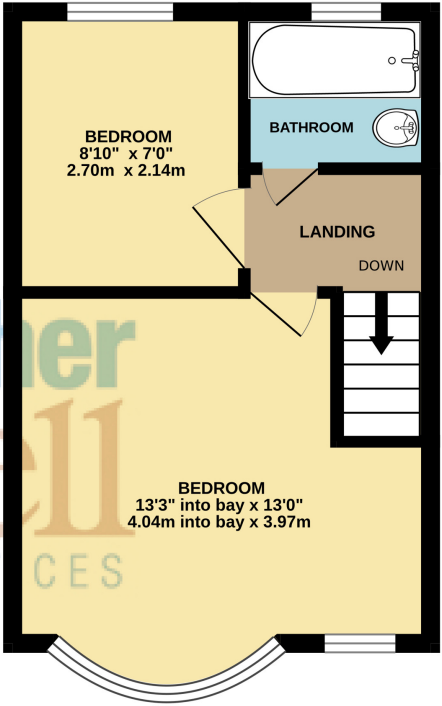 BEDROOM
8'10" x 7'0"
2.70m x 2.14m
BATHROOM
LANDING
DOWN
BEDROOM
13'3" into bay x 13'0"
4.04m into bay x 3.97m